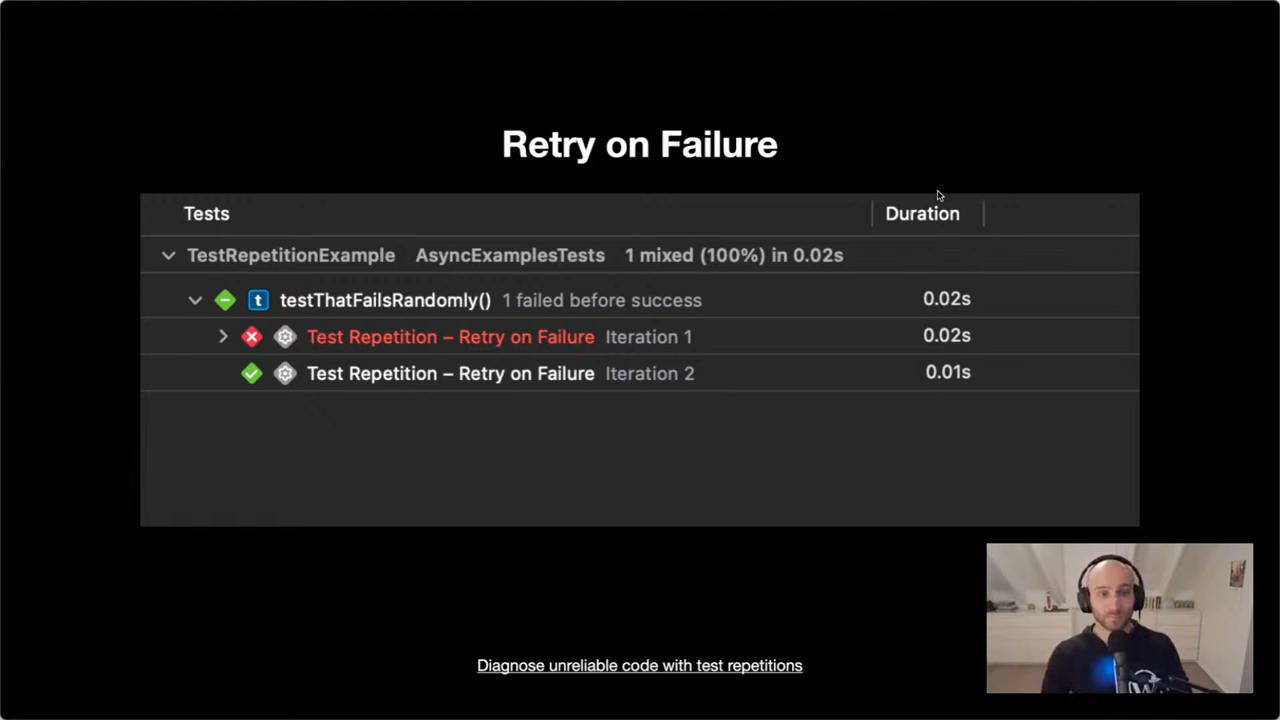 Retry on Failure
Tests Duration
TestRepetitionExample AsyncExamplesTests 1 mixed (100%) in 0.02s
t testThatFailsRandomly() 1 failed before success 0.02s
Test Repetition – Retry on Failure Iteration 1 0.02s
Test Repetition – Retry on Failure Iteration 2 0.01s
Diagnose unreliable code with test repetitions